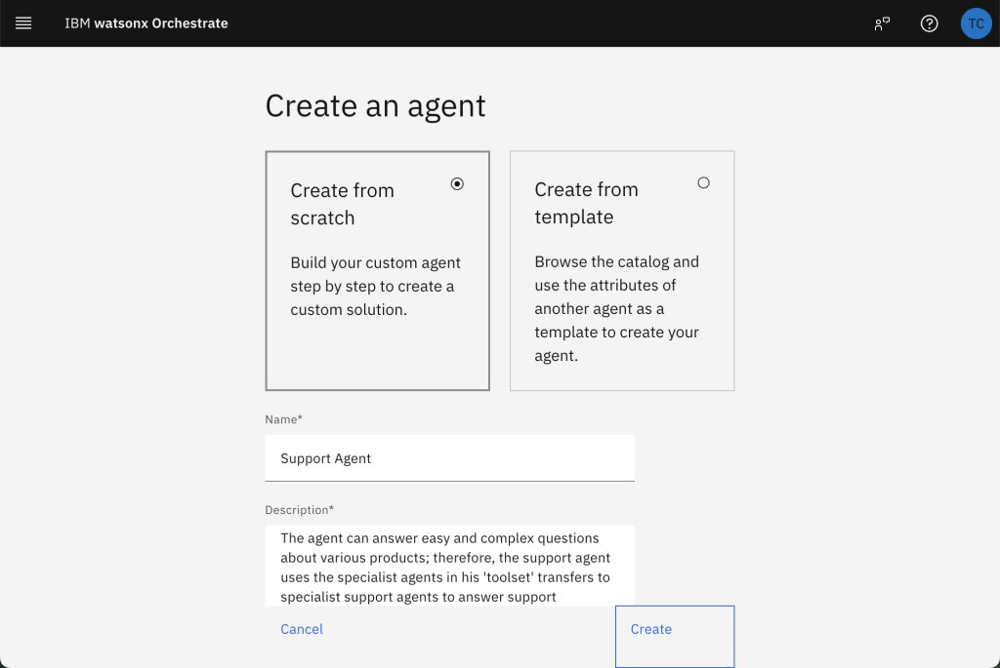 IBM watsonx Orchestrate
TC
Create an agent
Create from
scratch
Build your custom agent
step by step to create a
custom solution.
Create from
template
Browse the catalog and
use the attributes of
another agent as a
template to create your
agent.
Name*
Support Agent
Description*
The agent can answer easy and complex questions
about various products; therefore, the support agent
uses the specialist agents in his 'toolset' transfers to
specialist support agents to answer support
Cancel
Create